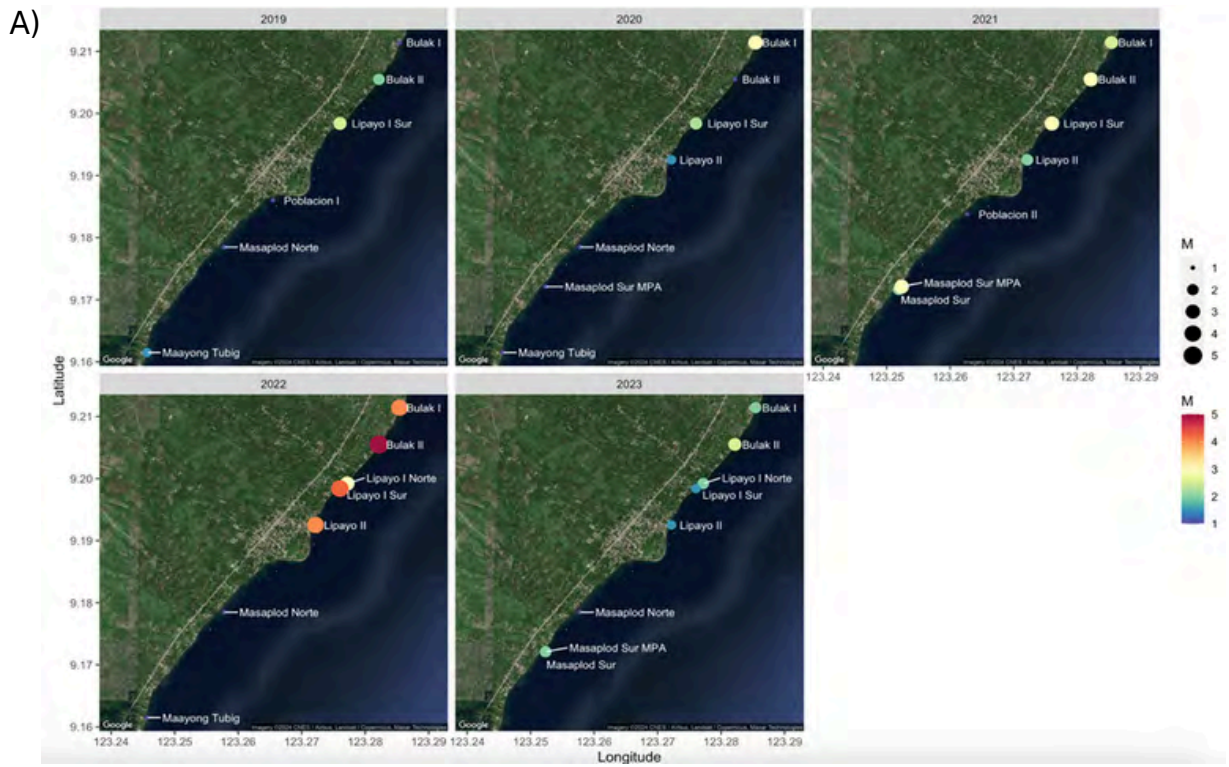 A)
2019
2020
2021
9.21
9.20
9.19
9.18
9.17
9.16
Bulak I
Bulak II
Lipayo I Sur
Poblacion I
Masaplod Norte
Maayong Tubig
Google
Bulak I
Bulak II
Lipayo I Sur
Lipayo II
Masaplod Norte
Masaplod Sur MPA
Maayong Tubig
Google
Bulak I
Bulak II
Lipayo I Sur
Lipayo II
Poblacion II
Masaplod Sur MPA
Masaplod Sur
Google
123.24 123.25 123.26 123.27 123.28 123.29
2022
2023
9.21
9.20
9.19
9.18
9.17
9.16
Bulak I
Bulak II
Lipayo I Norte
Lipayo I Sur
Lipayo II
Masaplod Norte
Maayong Tubig
Google
Bulak I
Bulak II
Lipayo I Norte
Lipayo I Sur
Lipayo II
Masaplod Norte
Masaplod Sur MPA
Masaplod Sur
Google
123.24 123.25 123.26 123.27 123.28 123.29
123.24 123.25 123.26 123.27 123.28 123.29
Latitude
Longitude
M
1
2
3
4
5
M
5
4
3
2
1